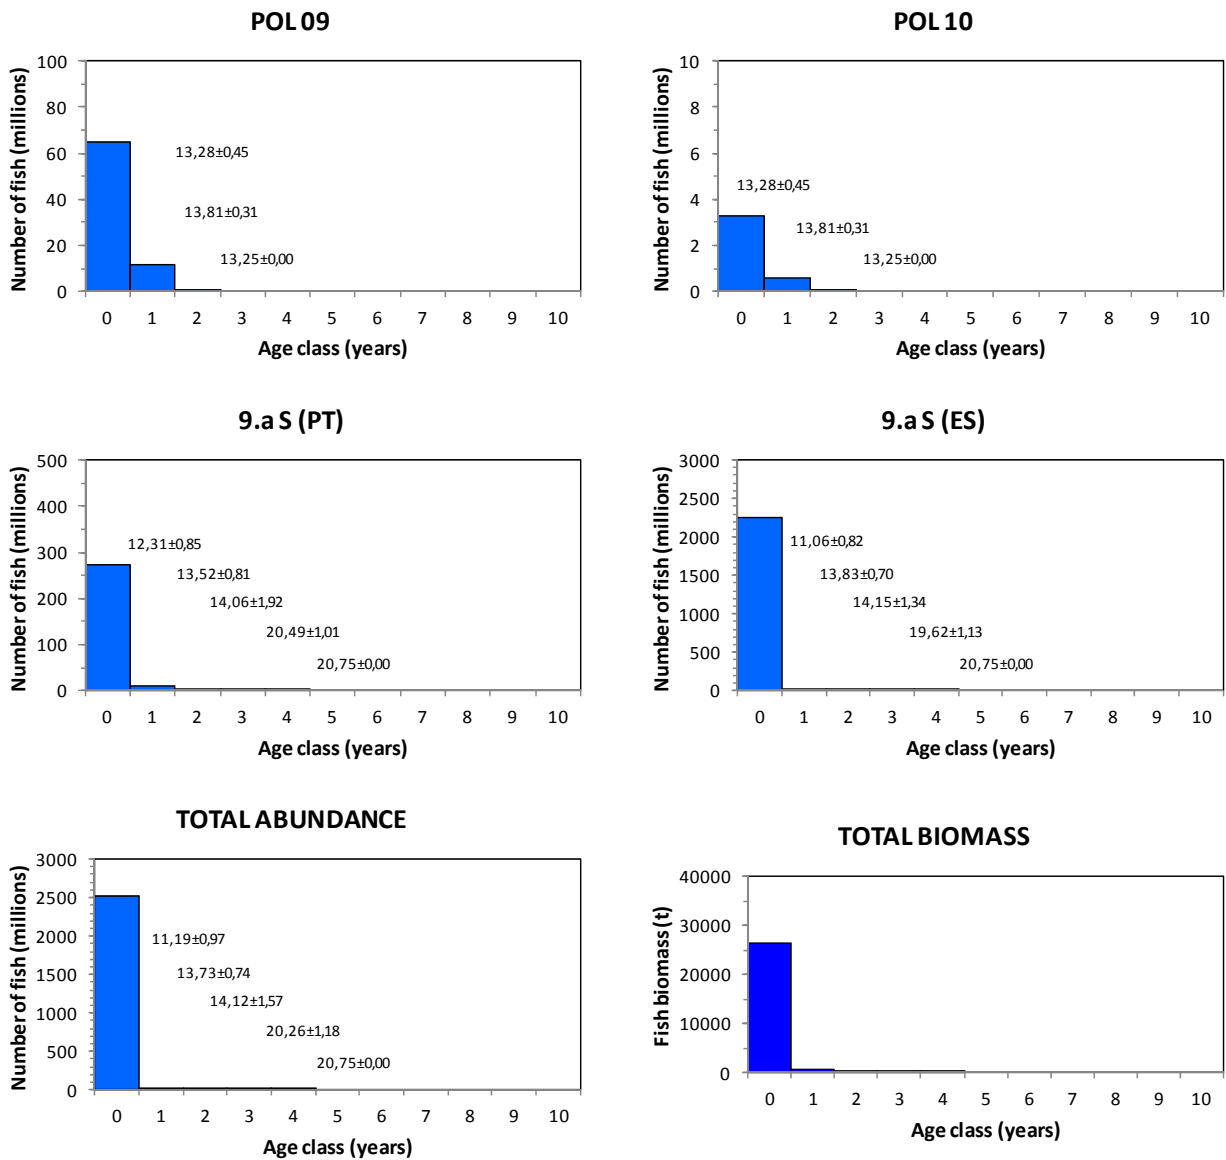 POL 09
Number of fish (millions)
100
80
60
40
20
0
13,28±0,45
13,81±0,31
13,25±0,00
0 1 2 3 4 5 6 7 8 9 10
Age class (years)
POL 10
Number of fish (millions)
10
8
6
4
2
0
13,28±0,45
13,81±0,31
13,25±0,00
0 1 2 3 4 5 6 7 8 9 10
Age class (years)
9.a S (PT)
Number of fish (millions)
500
400
300
200
100
0
12,31±0,85
13,52±0,81
14,06±1,92
20,49±1,01
20,75±0,00
0 1 2 3 4 5 6 7 8 9 10
Age class (years)
9.a S (ES)
Number of fish (millions)
3000
2500
2000
1500
1000
500
0
11,06±0,82
13,83±0,70
14,15±1,34
19,62±1,13
20,75±0,00
0 1 2 3 4 5 6 7 8 9 10
Age class (years)
TOTAL ABUNDANCE
Number of fish (millions)
3000
2500
2000
1500
1000
500
0
11,19±0,97
13,73±0,74
14,12±1,57
20,26±1,18
20,75±0,00
0 1 2 3 4 5 6 7 8 9 10
Age class (years)
TOTAL BIOMASS
Fish biomass (t)
40000
30000
20000
10000
0
0 1 2 3 4 5 6 7 8 9 10
Age class (years)